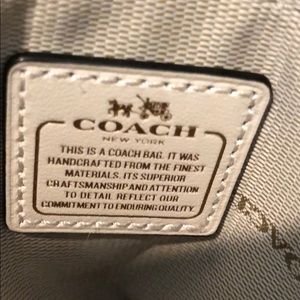 COACH
NEW YORK
THIS IS A COACH BAG. IT WAS
HANDCRAFTED FROM THE FINEST
MATERIALS. ITS SUPERIOR
CRAFTSMANSHIP AND ATTENTION
TO DETAIL REFLECT OUR
COMMITMENT TO ENDURING QUALITY.